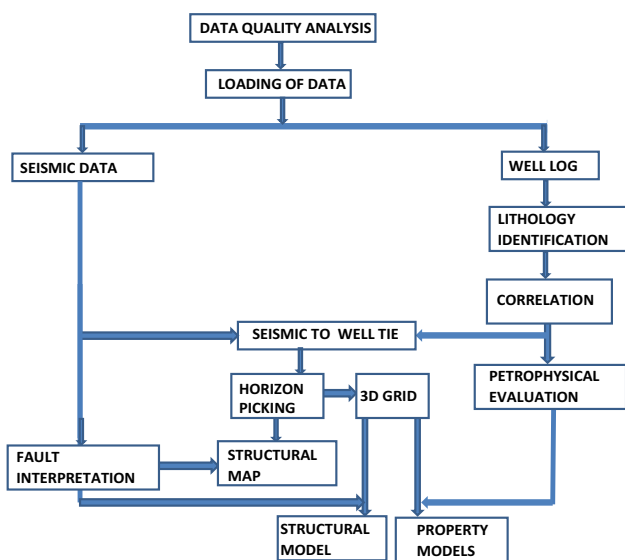 DATA QUALITY ANALYSIS
LOADING OF DATA
SEISMIC DATA
WELL LOG
LITHOLOGY
IDENTIFICATION
CORRELATION
SEISMIC TO WELL TIE
HORIZON
PICKING
3D GRID
PETROPHYSICAL
EVALUATION
FAULT
INTERPRETATION
STRUCTURAL
MAP
STRUCTURAL
MODEL
PROPERTY
MODELS